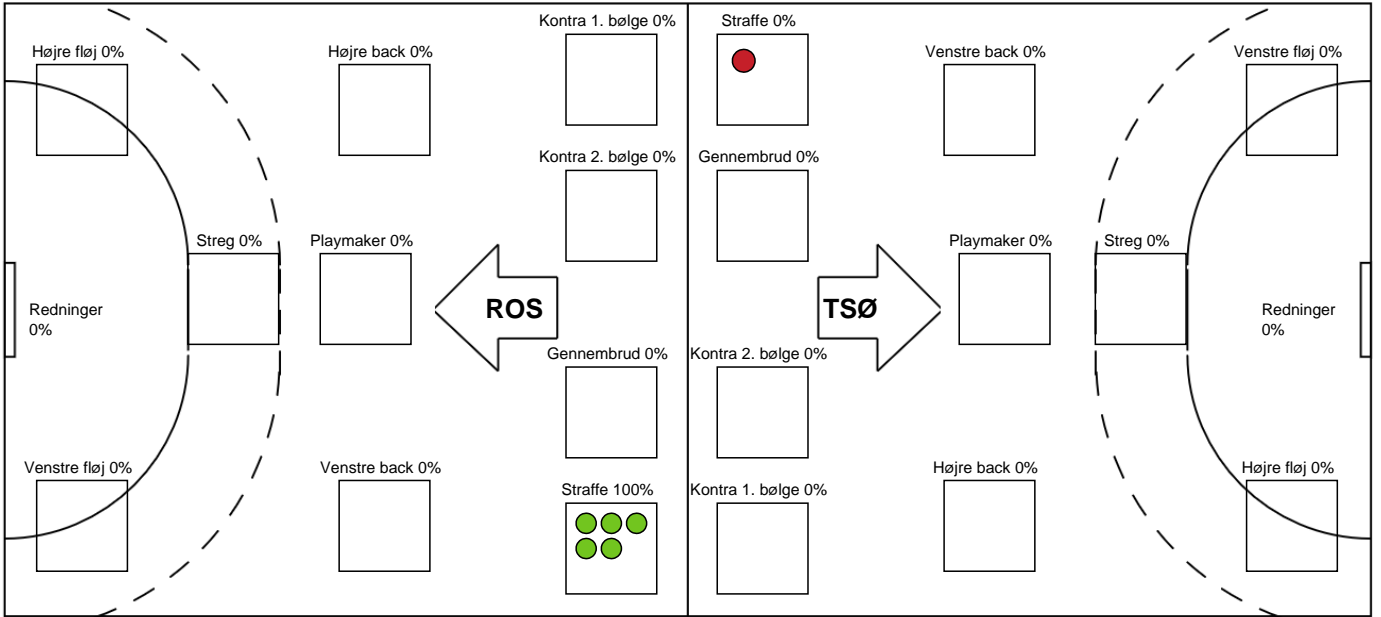 Kontra 1. bølge 0%
Straffe 0%
Højre fløj 0%
Højre back 0%
Venstre back 0%
Venstre fløj 0%
Kontra 2. bølge 0%
Gennembrud 0%
Streg 0%
Playmaker 0%
Playmaker 0%
Streg 0%
Redninger
0%
ROS
TSØ
Redninger
0%
Gennembrud 0%
Kontra 2. bølge 0%
Venstre fløj 0%
Venstre back 0%
Højre back 0%
Højre fløj 0%
Straffe 100%
Kontra 1. bølge 0%